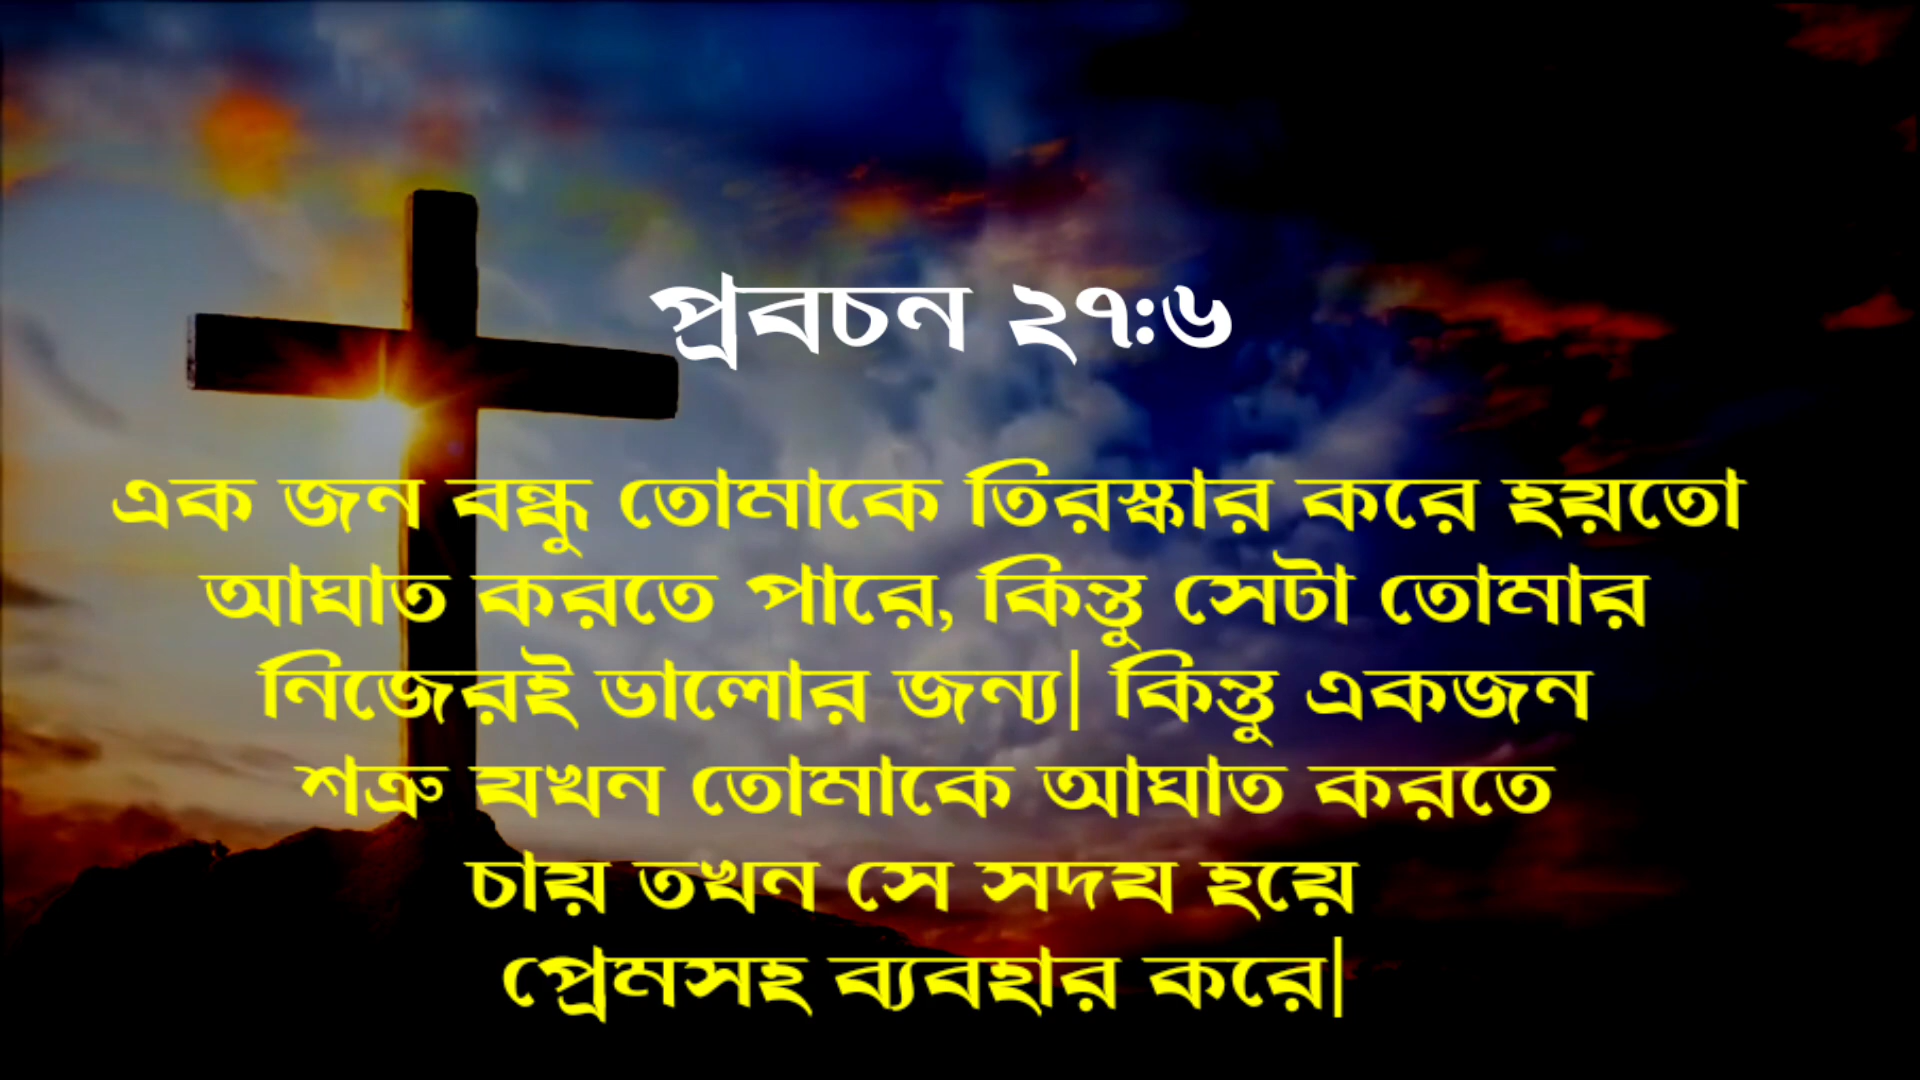 প্রবচন ২৭:৬
এক জন বন্ধু তোমাকে তিরস্কার করে হয়তো
আঘাত করতে পারে, কিন্তু সেটা তোমার
নিজেরই ভালোর জন্য| কিন্তু একজন
শত্রু যখন তোমাকে আঘাত করতে
চায় তখন সে সদয হয়ে
প্রেমসহ ব্যবহার করে|